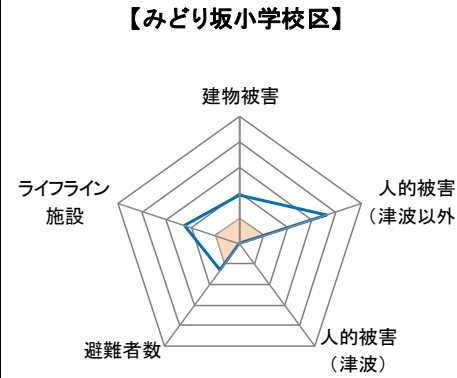 【みどり坂小学校区】
建物被害
ライフライン
施設
人的被害
（津波以外
避難者数
人的被害
（津波）